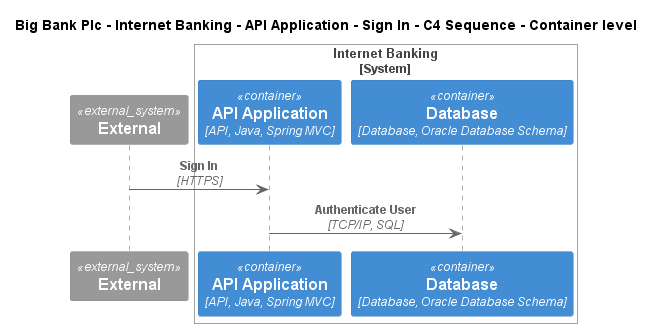 Big Bank Plc - Internet Banking - API Application - Sign In - C4 Sequence - Container level
Internet Banking
[System]
«external_system»
External
«container»
API Application
[API, Java, Spring MVC]
«container»
Database
[Database, Oracle Database Schema]
Sign In
[HTTPS]
Authenticate User
[TCP/IP, SQL]
«external_system»
External
«container»
API Application
[API, Java, Spring MVC]
«container»
Database
[Database, Oracle Database Schema]